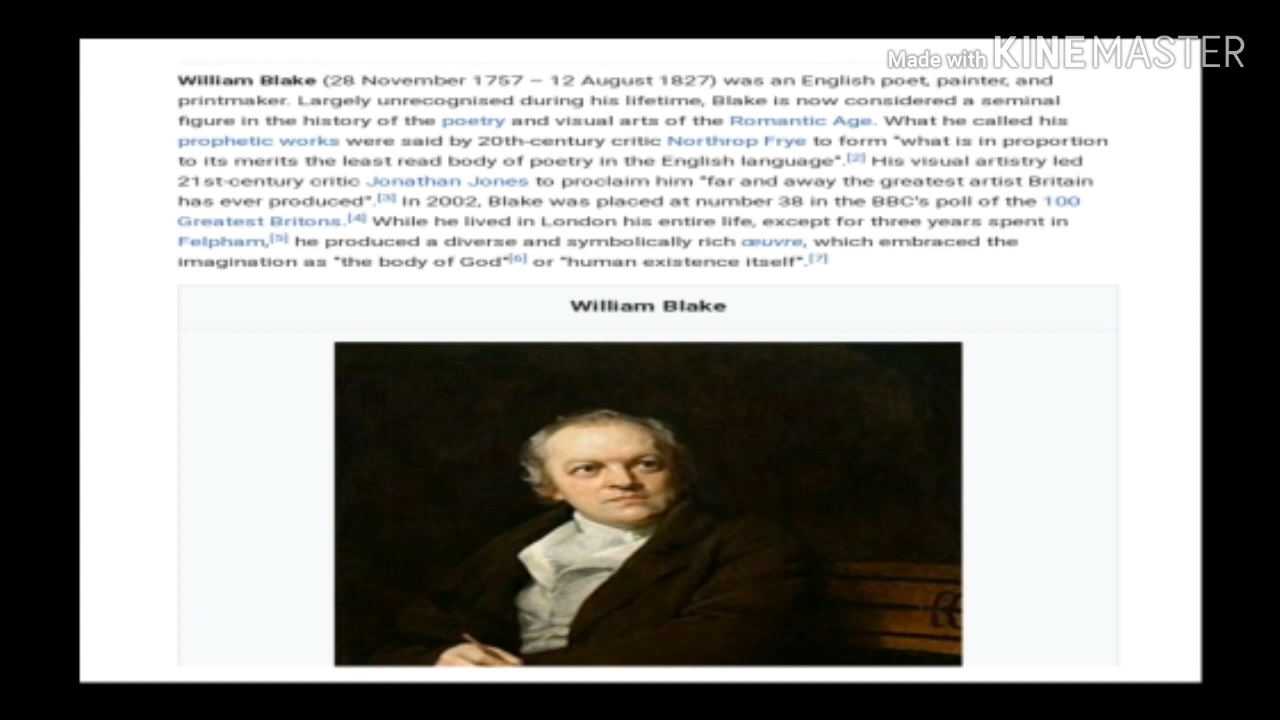 Made with KINEMASTER
William Blake (28 November 1757 – 12 August 1827) was an English poet, painter, and
printmaker. Largely unrecognised during his lifetime, Blake is now considered a seminal
figure in the history of the poetry and visual arts of the Romantic Age. What he called his
prophetic works were said by 20th-century critic Northrop Frye to form "what is in proportion
to its merits the least read body of poetry in the English language".[2] His visual artistry led
21st-century critic Jonathan Jones to proclaim him "far and away the greatest artist Britain
has ever produced".[3] In 2002, Blake was placed at number 38 in the BBC's poll of the 100
Greatest Britons.[4] While he lived in London his entire life, except for three years spent in
Felpham,[5] he produced a diverse and symbolically rich œuvre, which embraced the
imagination as "the body of God"[6] or "human existence itself".[7]
William Blake